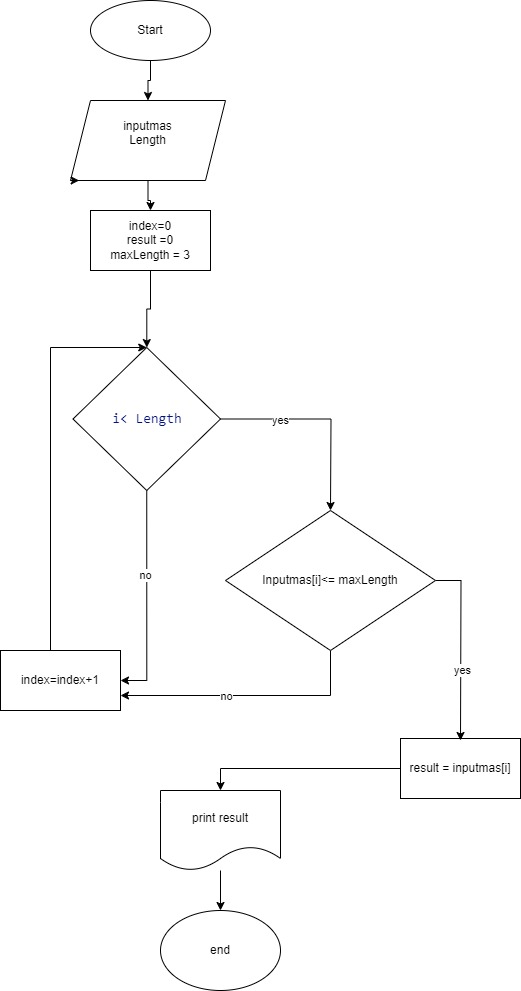 Start
inputmas
Length
index=0
result =0
maxLength = 3
i< Length
yes
Inputmas[i]<= maxLength
no
yes
index=index+1
no
result = inputmas[i]
print result
end